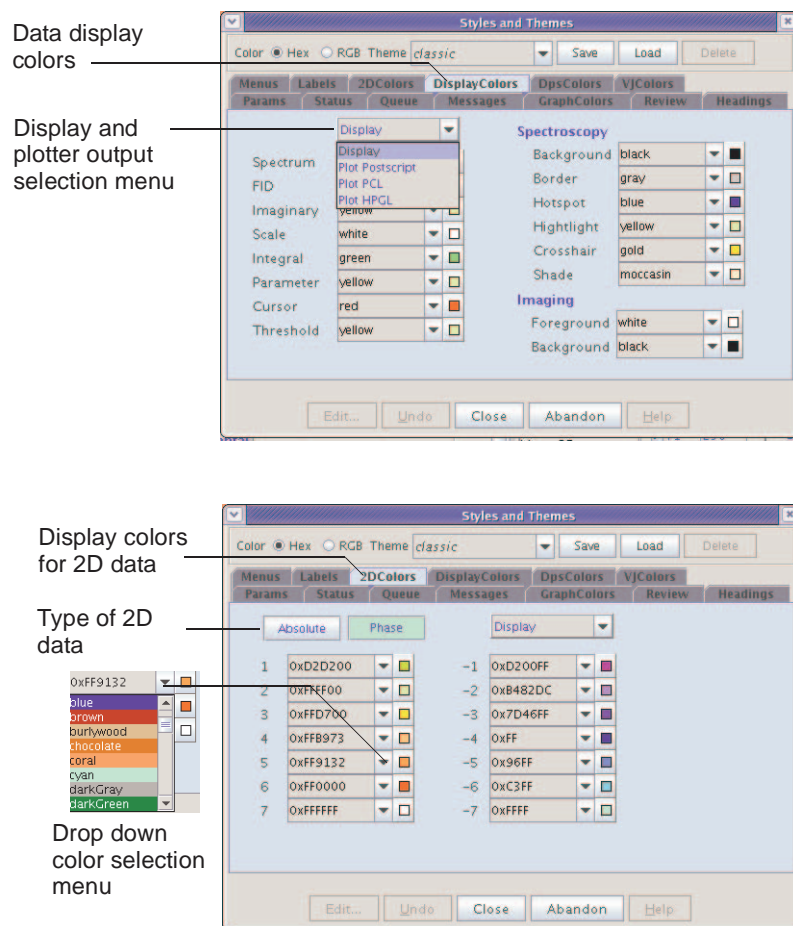 Data display
colors
Display and
plotter output
selection menu
Styles and Themes
Color Hex RGB Theme classic Save Load Delete
Menus Labels 2DColors DisplayColors DpsColors VJColors
Params Status Queue Messages GraphColors Review Headings
Display
Display
Plot Postscript
Plot PCL
Plot HPGL
Spectrum
FID
Imaginary yellow
Scale white
Integral green
Parameter yellow
Cursor red
Threshold yellow
Spectroscopy
Background black
Border gray
Hotspot blue
Hightlight yellow
Crosshair gold
Shade moccasin
Imaging
Foreground white
Background black
Edit... Undo Close Abandon Help
Display colors
for 2D data
Type of 2D
data
0xFF9132
blue
brown
burlywood
chocolate
coral
cyan
darkGray
darkGreen
Drop down
color selection
menu
Styles and Themes
Color Hex RGB Theme classic Save Load Delete
Menus Labels 2DColors DisplayColors DpsColors VJColors
Params Status Queue Messages GraphColors Review Headings
Absolute Phase Display
1 0xD2D200 -1 0xD200FF
2 0xFFFF00 -2 0xB482DC
3 0xFFD700 -3 0x7D46FF
4 0xFFB973 -4 0xFF
5 0xFF9132 -5 0x96FF
6 0xFF0000 -6 0xC3FF
7 0xFFFFFF -7 0xFFFF
Edit... Undo Close Abandon Help